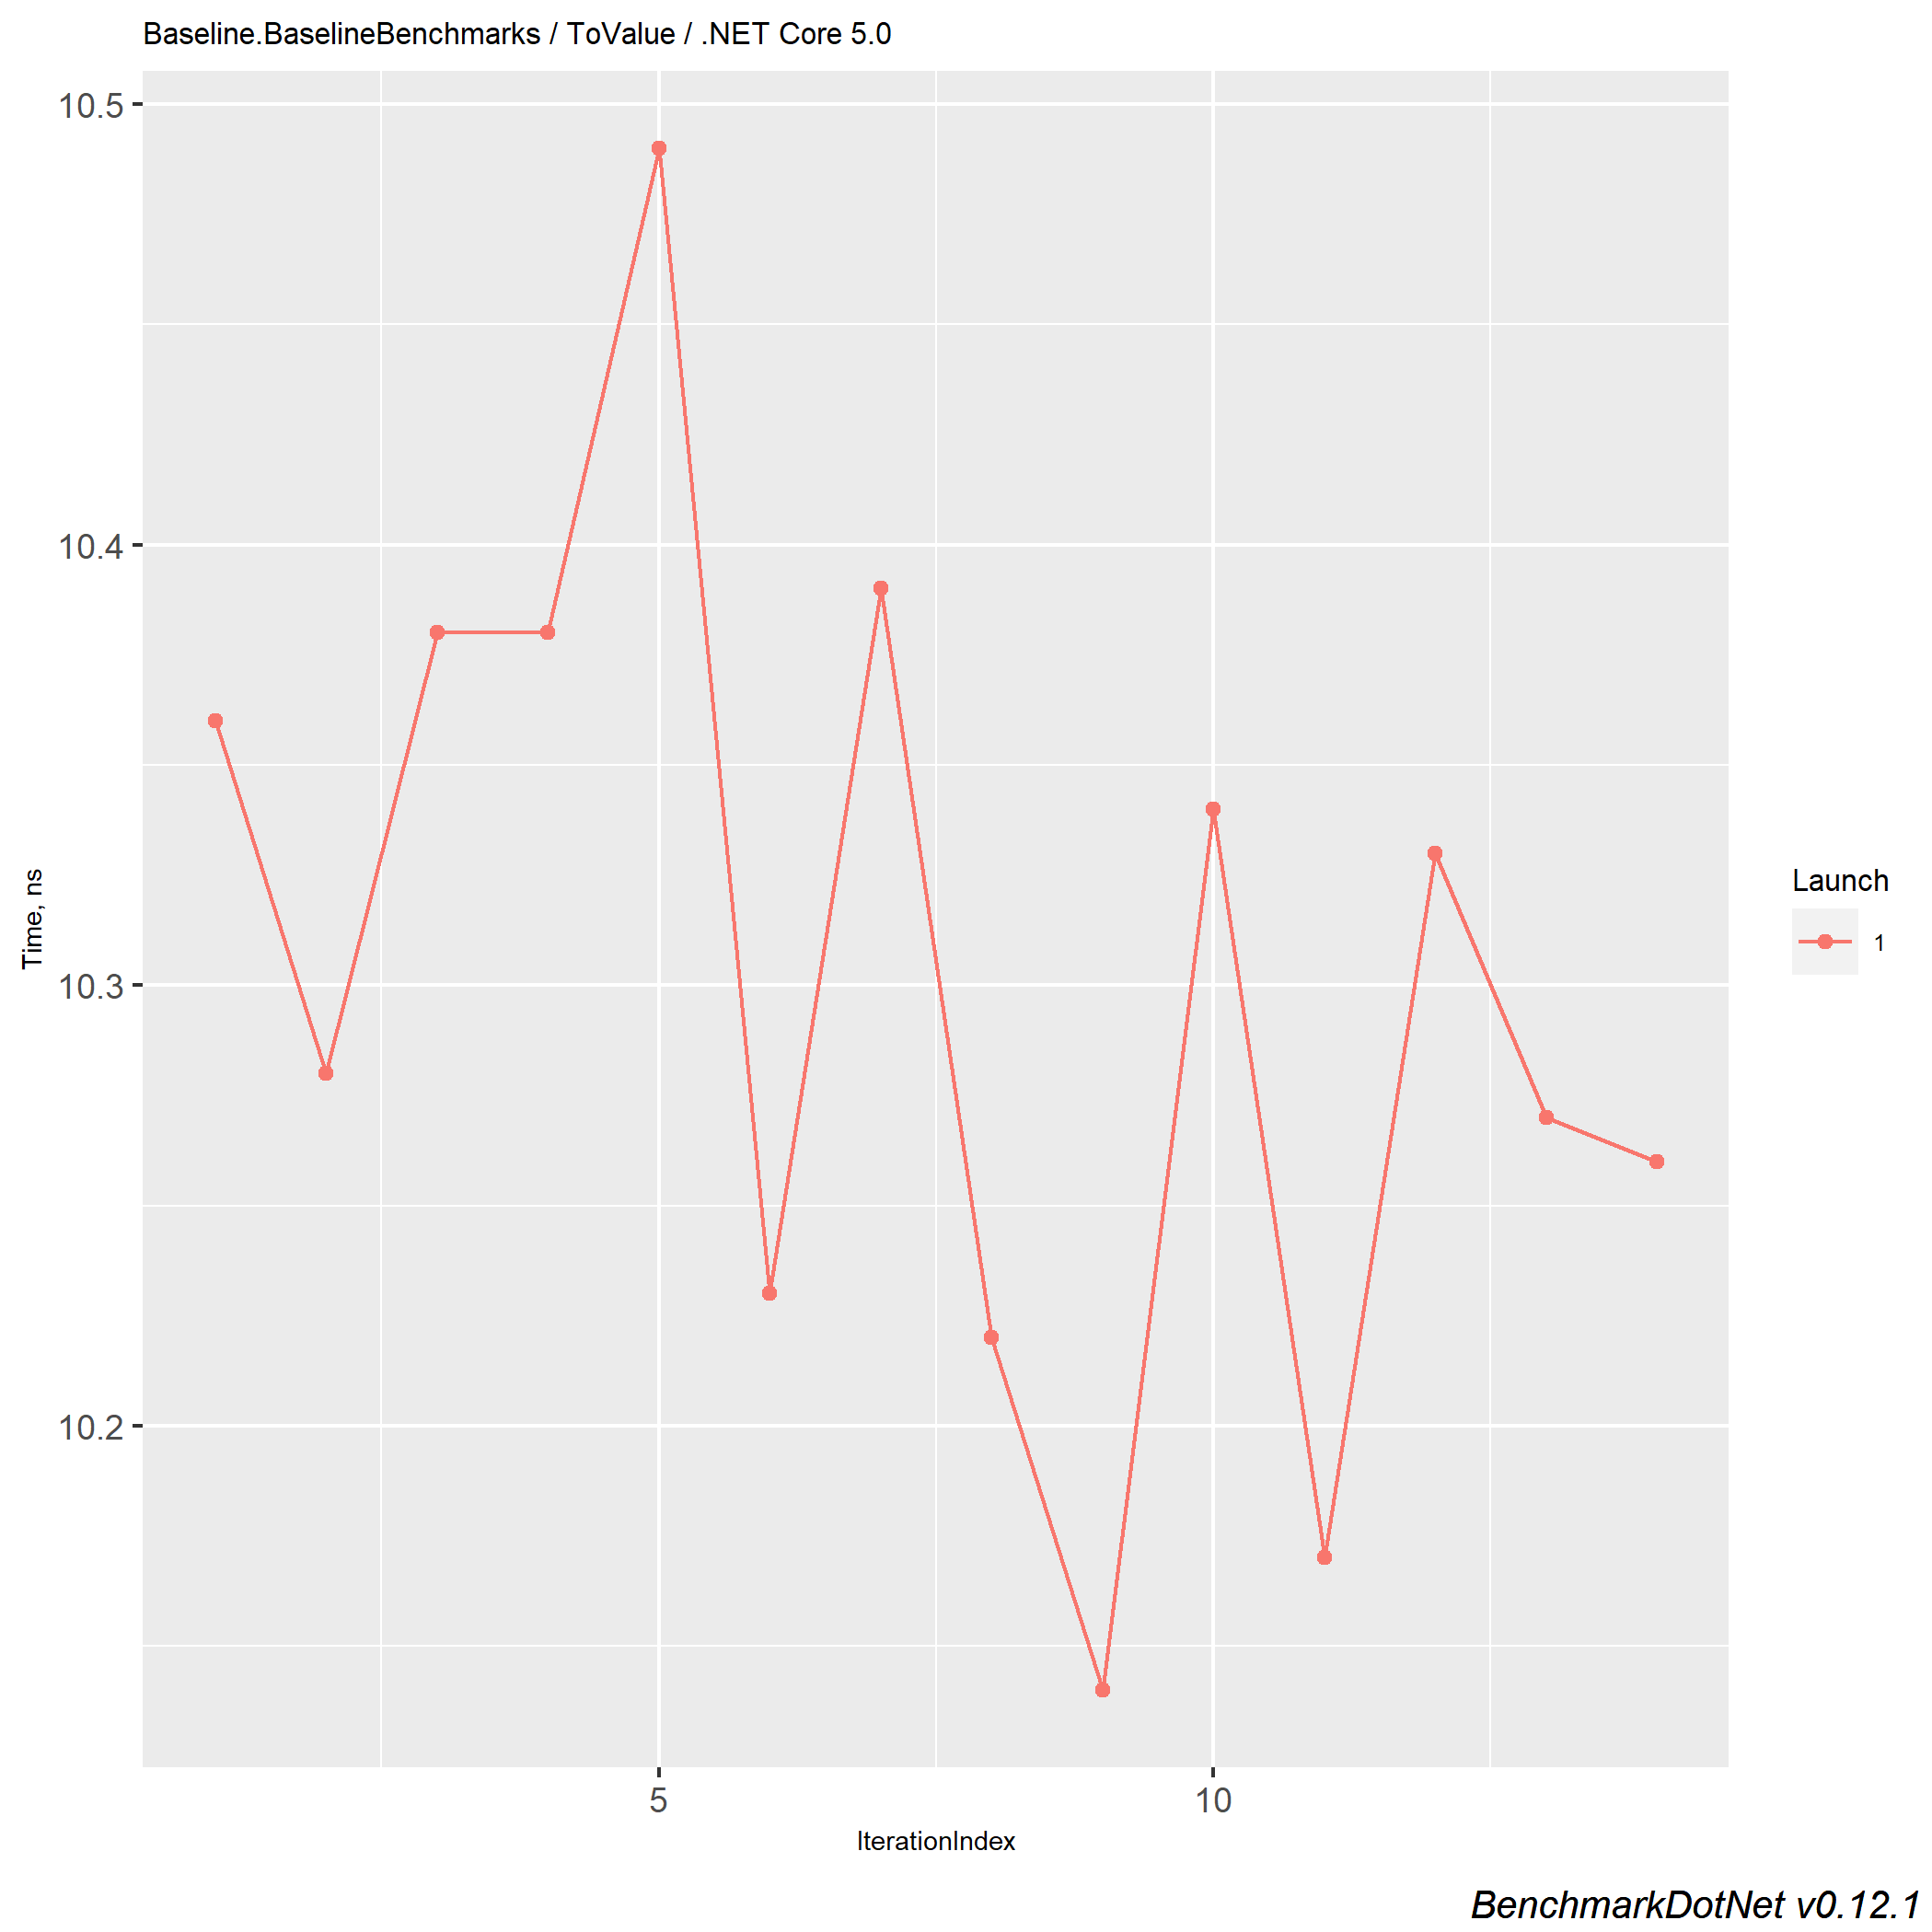 Baseline.BaselineBenchmarks / ToValue / .NET Core 5.0
10.5
10.4
10.3
10.2
Time, ns
5
10
IterationIndex
Launch
1
BenchmarkDotNet v0.12.1